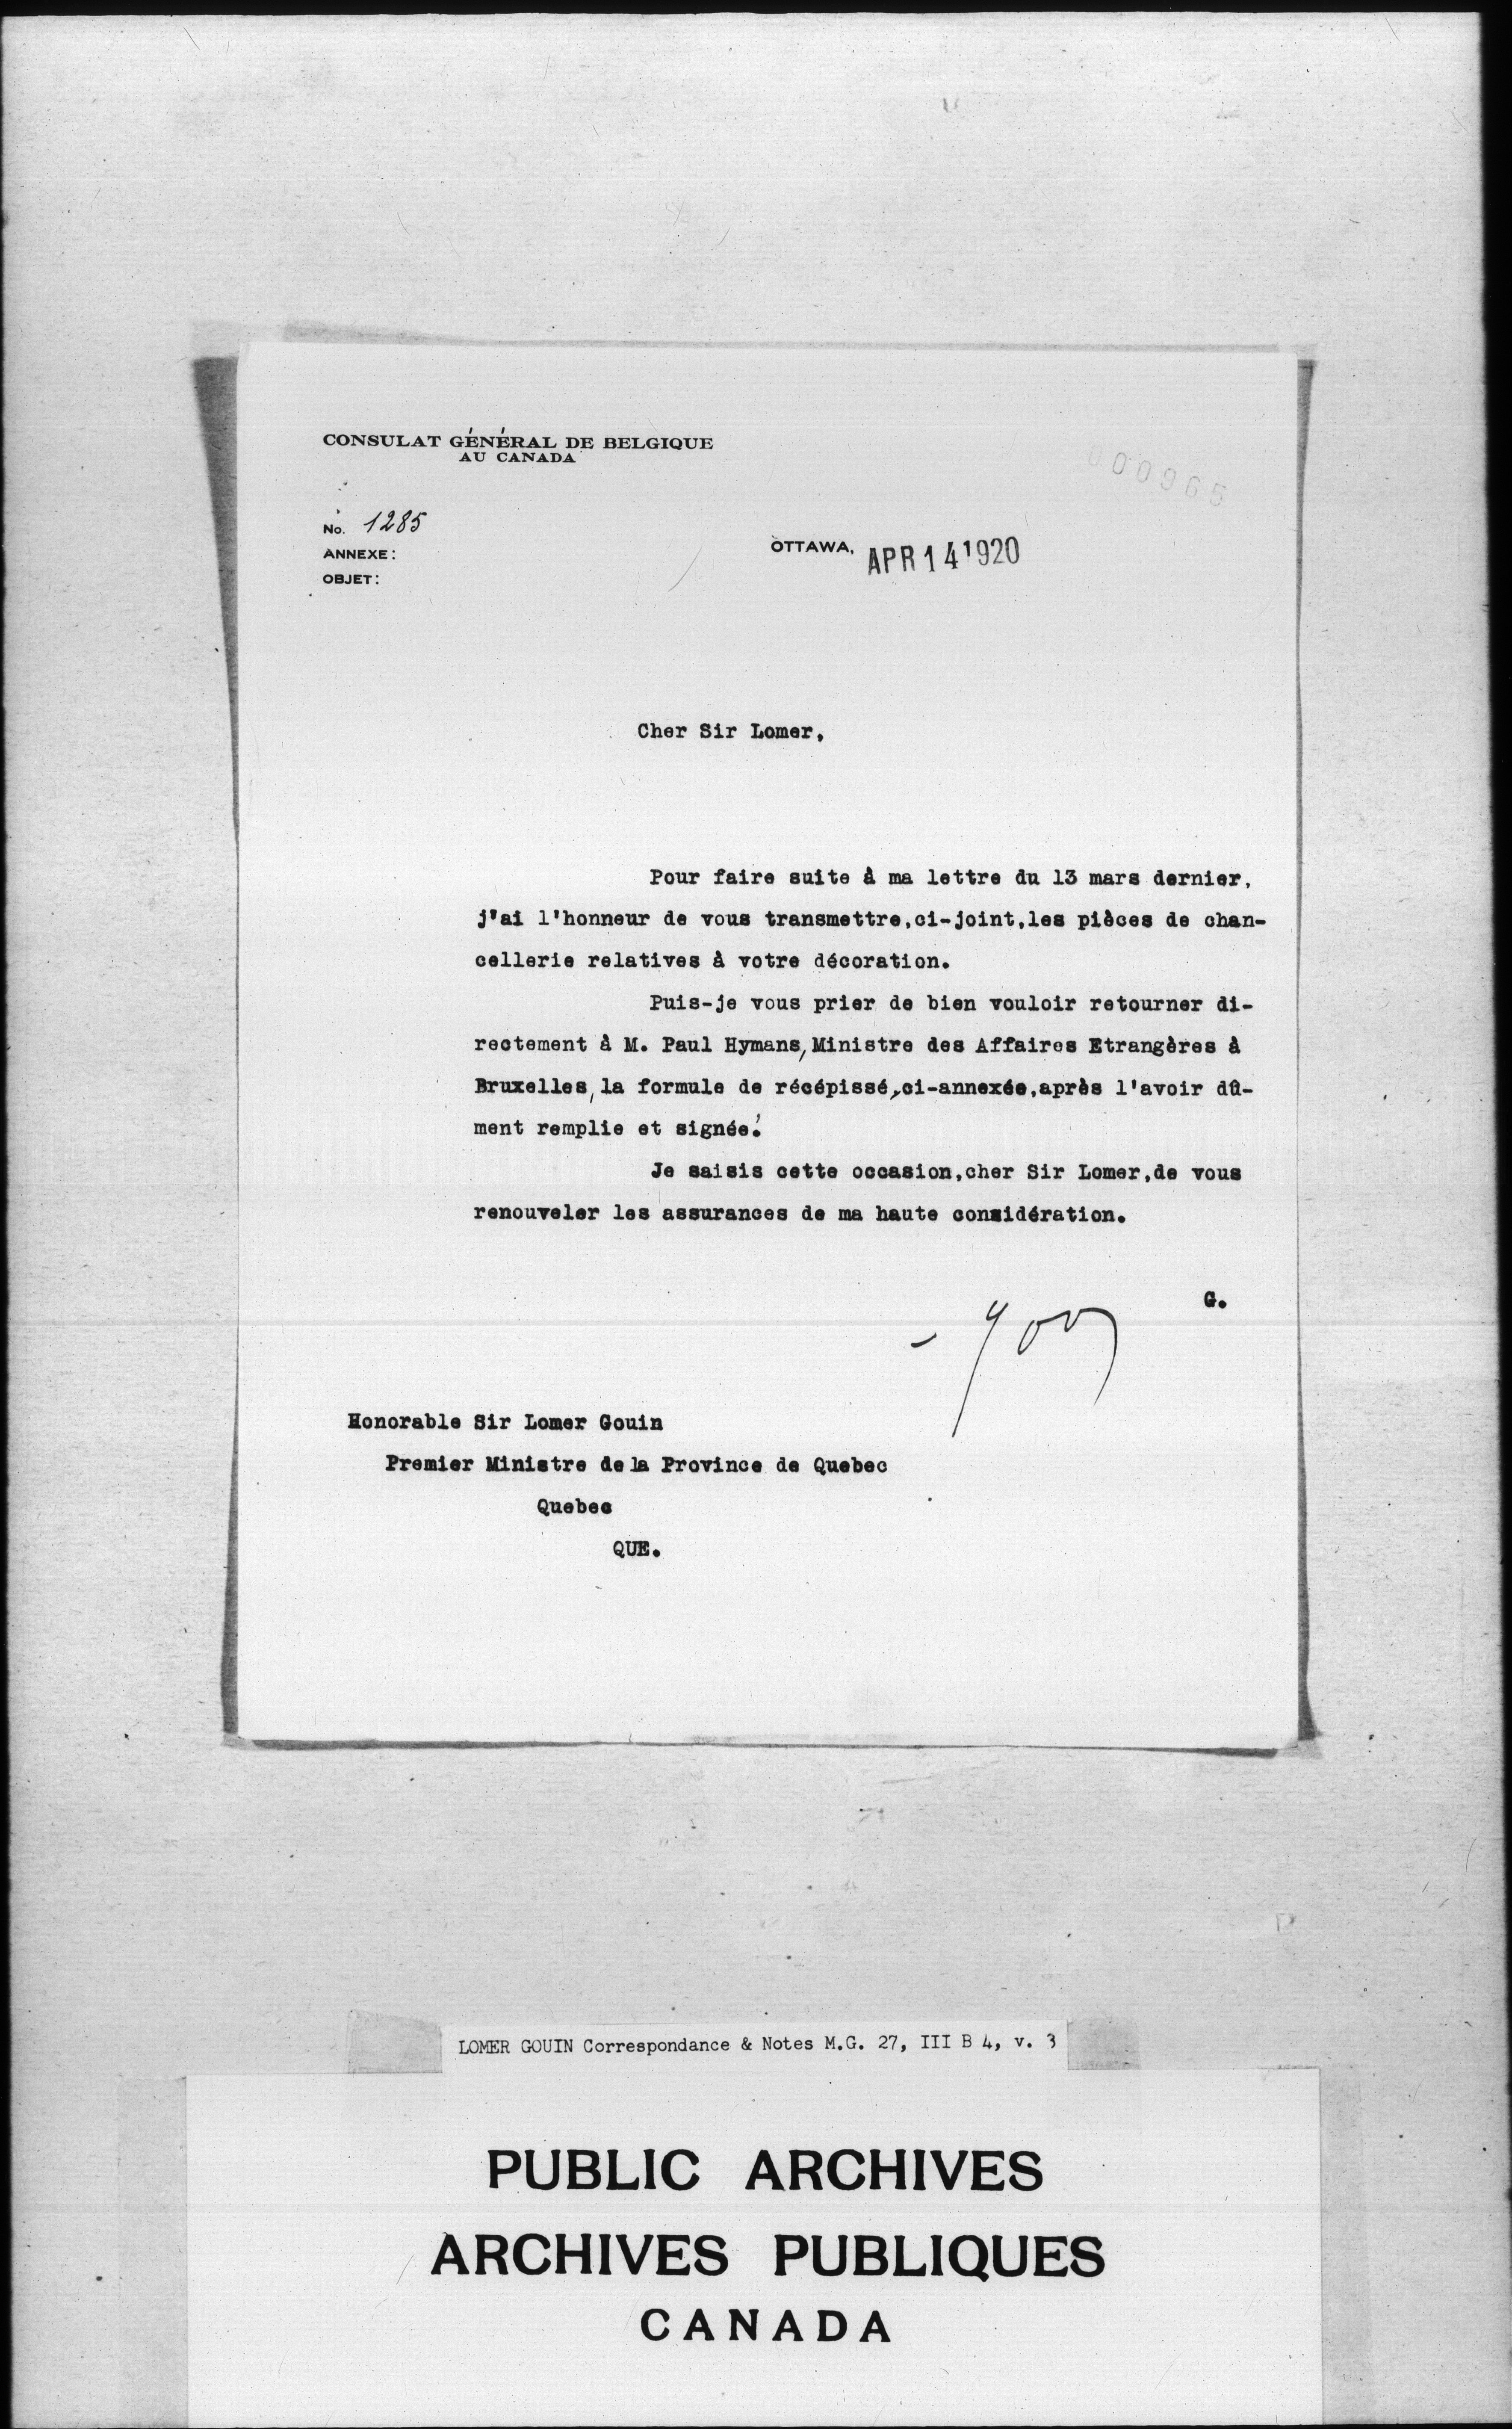 CONSULAT GÉNÉRAL DE BELGIQUE
AU CANADA
000965
No. 1285
ANNEXE:
OBJET:
OTTAWA, APR 14 1920
Cher Sir Lomer,
Pour faire suite à ma lettre du 13 mars dernier,
j'ai l'honneur de vous transmettre,ci-joint,les pièces de chan-
cellerie relatives à votre décoration.
Puis-je vous prier de bien vouloir retourner di-
rectement à M. Paul Hymans, Ministre des Affaires Etrangères à
Bruxelles, la formule de récépissé,ci-annexée,après l'avoir dû-
ment remplie et signée.
Je saisis cette occasion,cher Sir Lomer,de vous
renouveler les assurances de ma haute considération.
G.
Honorable Sir Lomer Gouin
Premier Ministre de la Province de Quebec
Quebec
QUE.
LOMER GOUIN Correspondance & Notes M.G. 27, III B 4, v. 3
PUBLIC ARCHIVES
ARCHIVES PUBLIQUES
CANADA